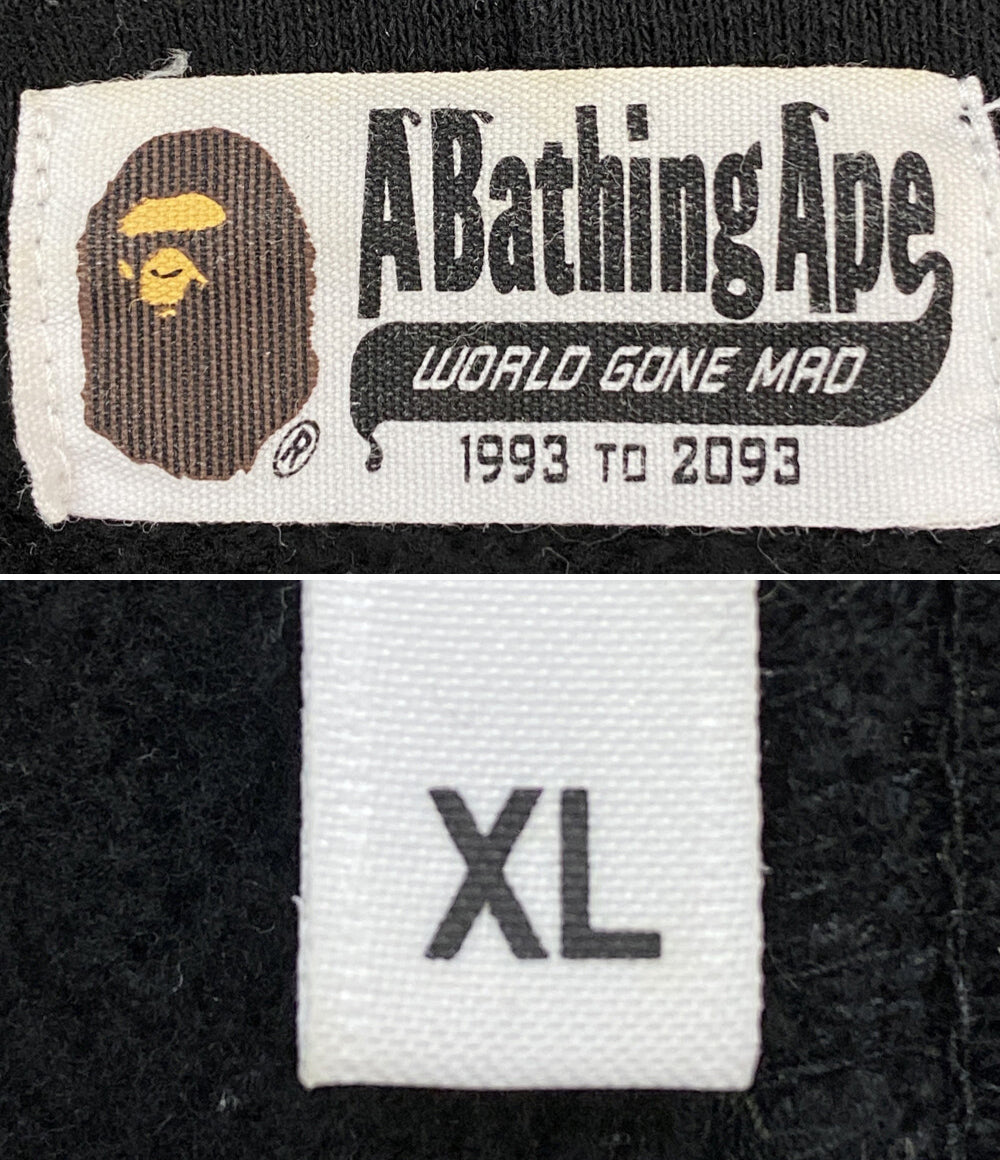 A Bathing Ape
WORLD GONE MAD
®
1993 TO 2093
XL